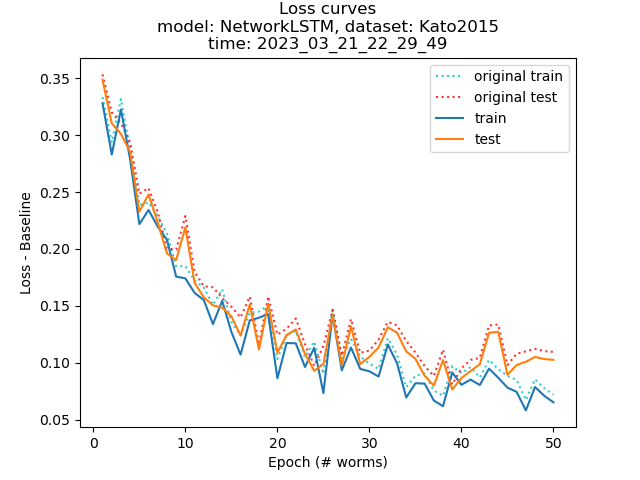 Loss curves
model: NetworkLSTM, dataset: Kato2015
time: 2023_03_21_22_29_49
original train
original test
train
test
Loss - Baseline
0.35
0.30
0.25
0.20
0.15
0.10
0.05
0 10 20 30 40 50
Epoch (# worms)